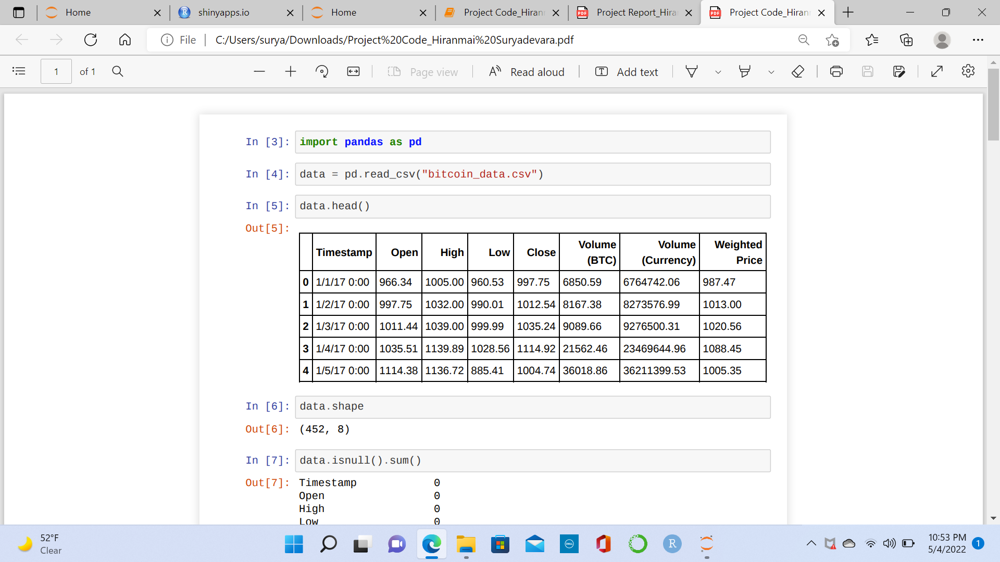 Home
shinyapps.io
Home
Project Code_Hiran
Project Report_Hira
Project Code_Hiran
File
C:/Users/surya/Downloads/Project%20Code_Hiranmai%20Suryadevara.pdf
1 of 1
Page view
Read aloud
Add text
In [3]: import pandas as pd
In [4]: data = pd.read_csv("bitcoin_data.csv")
In [5]: data.head()
Out[5]:
Timestamp Open High Low Close Volume (BTC) Volume (Currency) Weighted Price
0 1/1/17 0:00 966.34 1005.00 960.53 997.75 6850.59 6764742.06 987.47
1 1/2/17 0:00 997.75 1032.00 990.01 1012.54 8167.38 8273576.99 1013.00
2 1/3/17 0:00 1011.44 1039.00 999.99 1035.24 9089.66 9276500.31 1020.56
3 1/4/17 0:00 1035.51 1139.89 1028.56 1114.92 21562.46 23469644.96 1088.45
4 1/5/17 0:00 1114.38 1136.72 885.41 1004.74 36018.86 36211399.53 1005.35
In [6]: data.shape
Out[6]: (452, 8)
In [7]: data.isnull().sum()
Out[7]: Timestamp 0
Open 0
High 0
Low 0
52°F
Clear
10:53 PM
5/4/2022
1